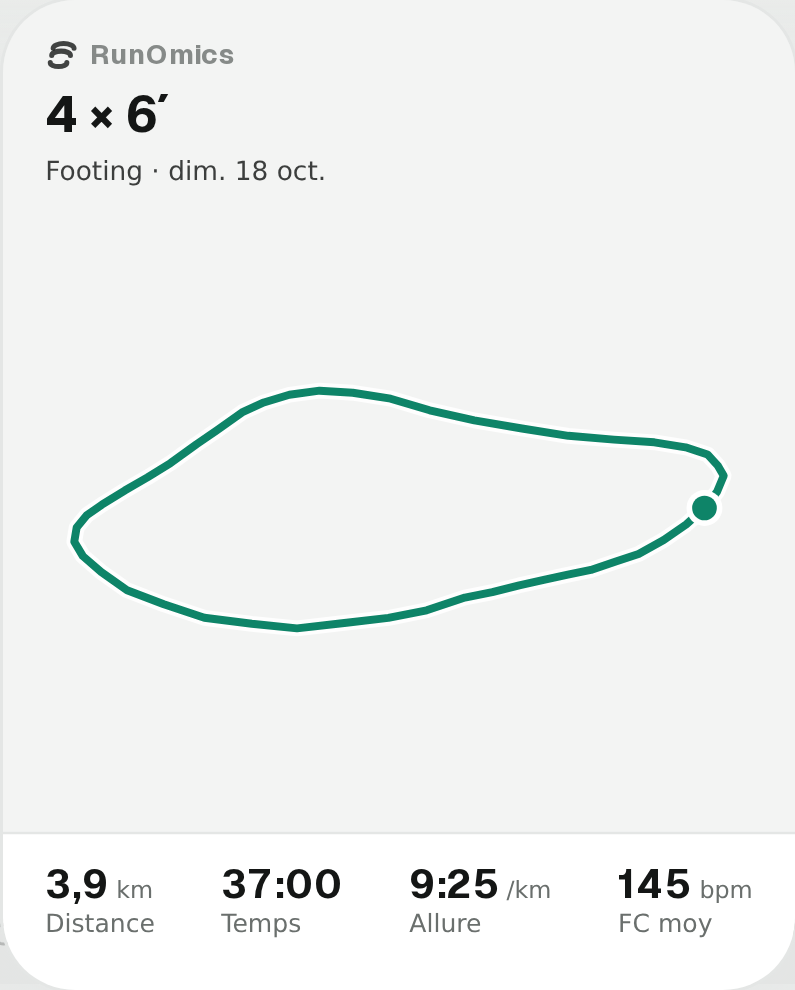 RunOmics
4 × 6′
Footing · dim. 18 oct.
3,9 km 37:00 9:25 /km 145 bpm
Distance Temps Allure FC moy